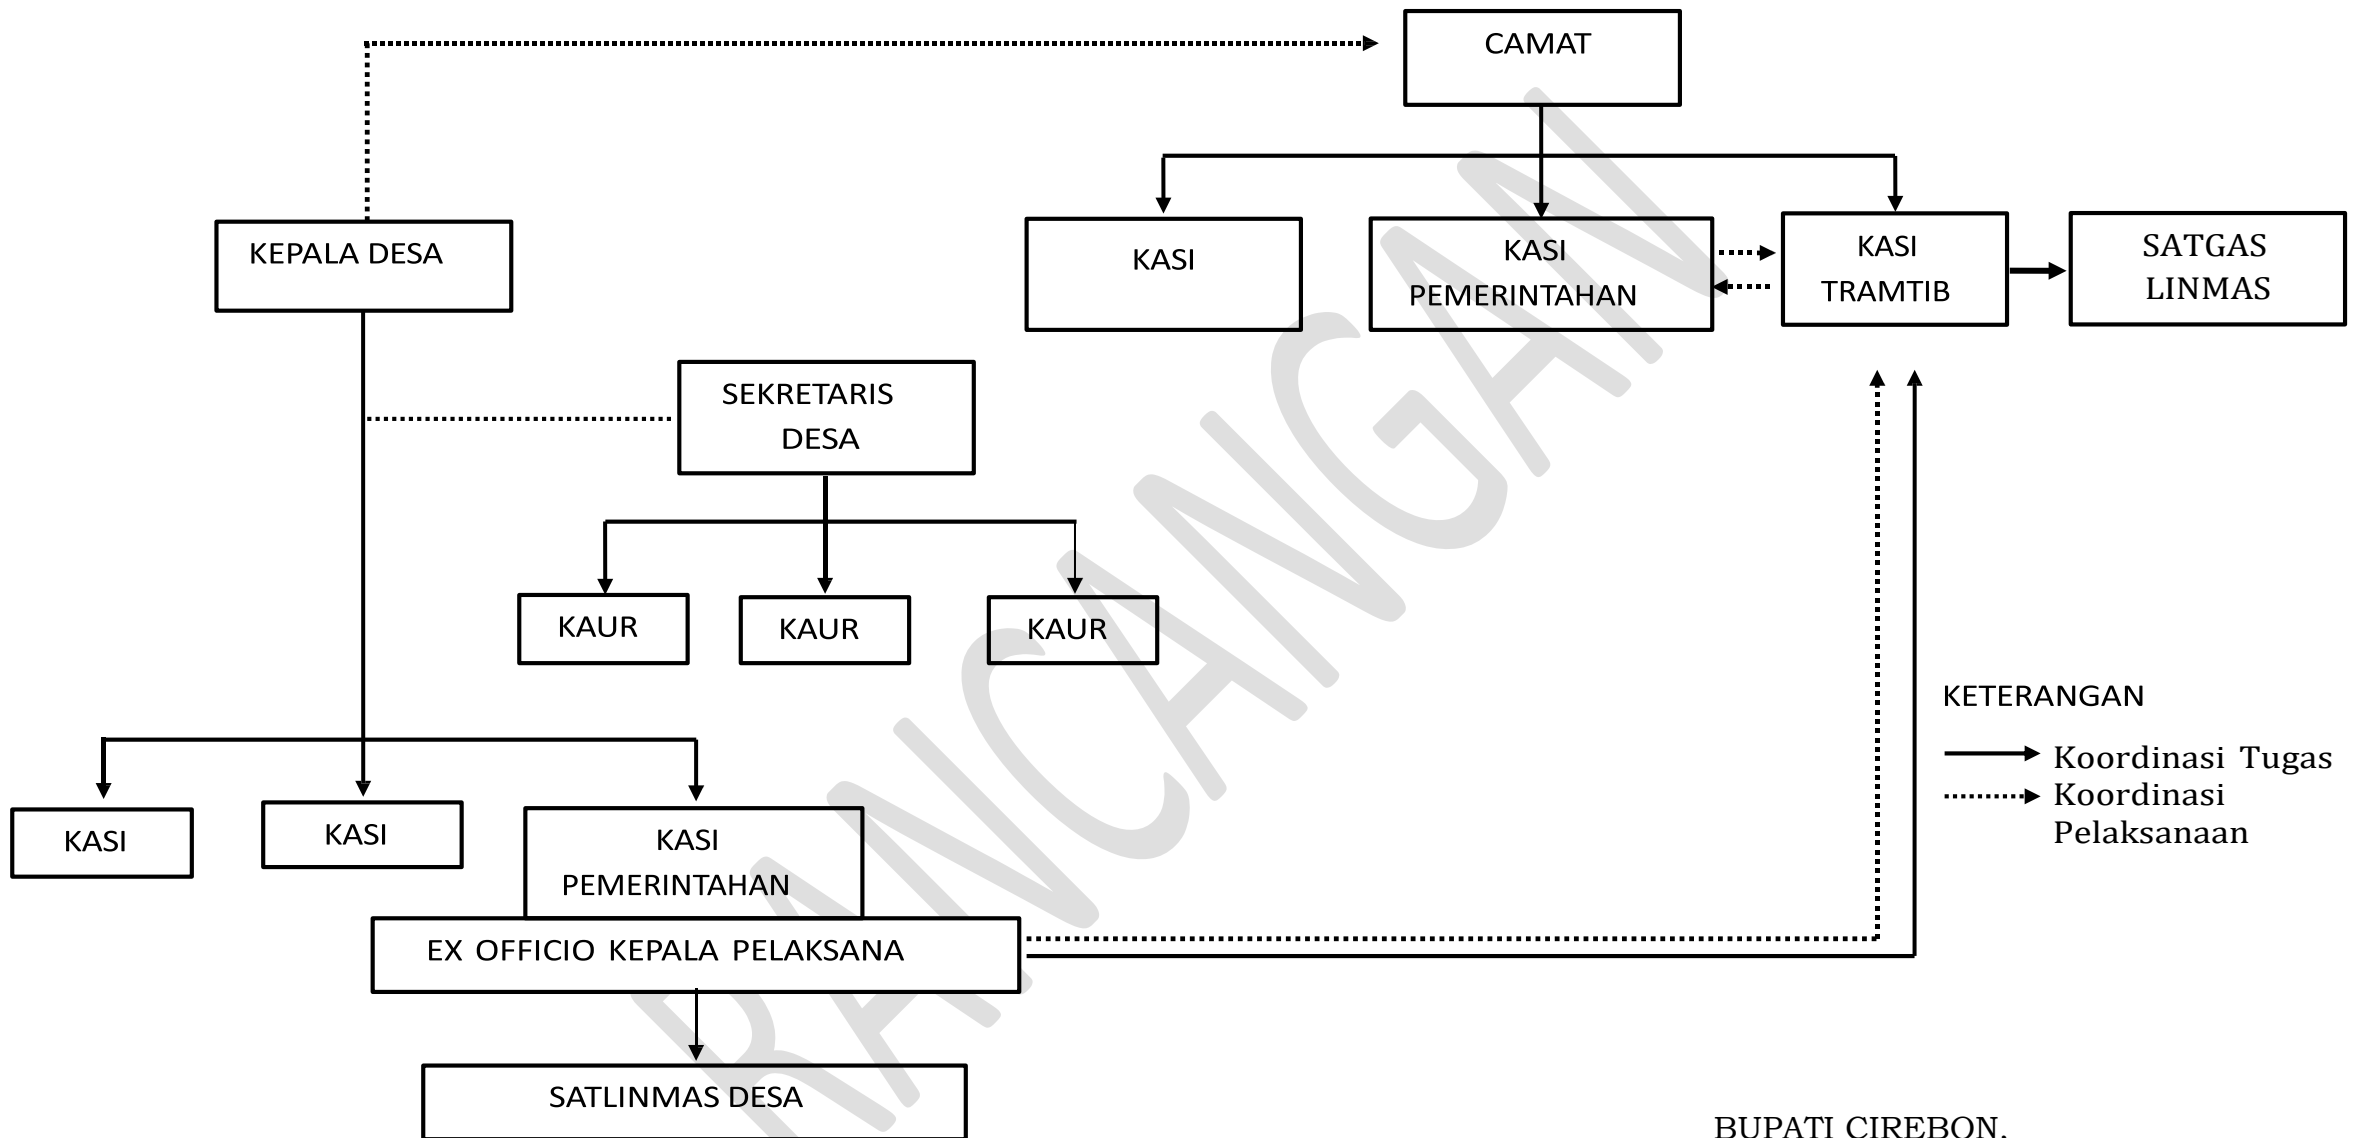 CAMAT
KEPALA DESA
KASI
KASI
PEMERINTAHAN
KASI
TRAMTIB
SATGAS
LINMAS
SEKRETARIS
DESA
KAUR
KAUR
KAUR
KETERANGAN
Koordinasi Tugas
Koordinasi
Pelaksanaan
KASI
KASI
KASI
PEMERINTAHAN
EX OFFICIO KEPALA PELAKSANA
SATLINMAS DESA
BUPATI CIREBON,
RANCANGAN